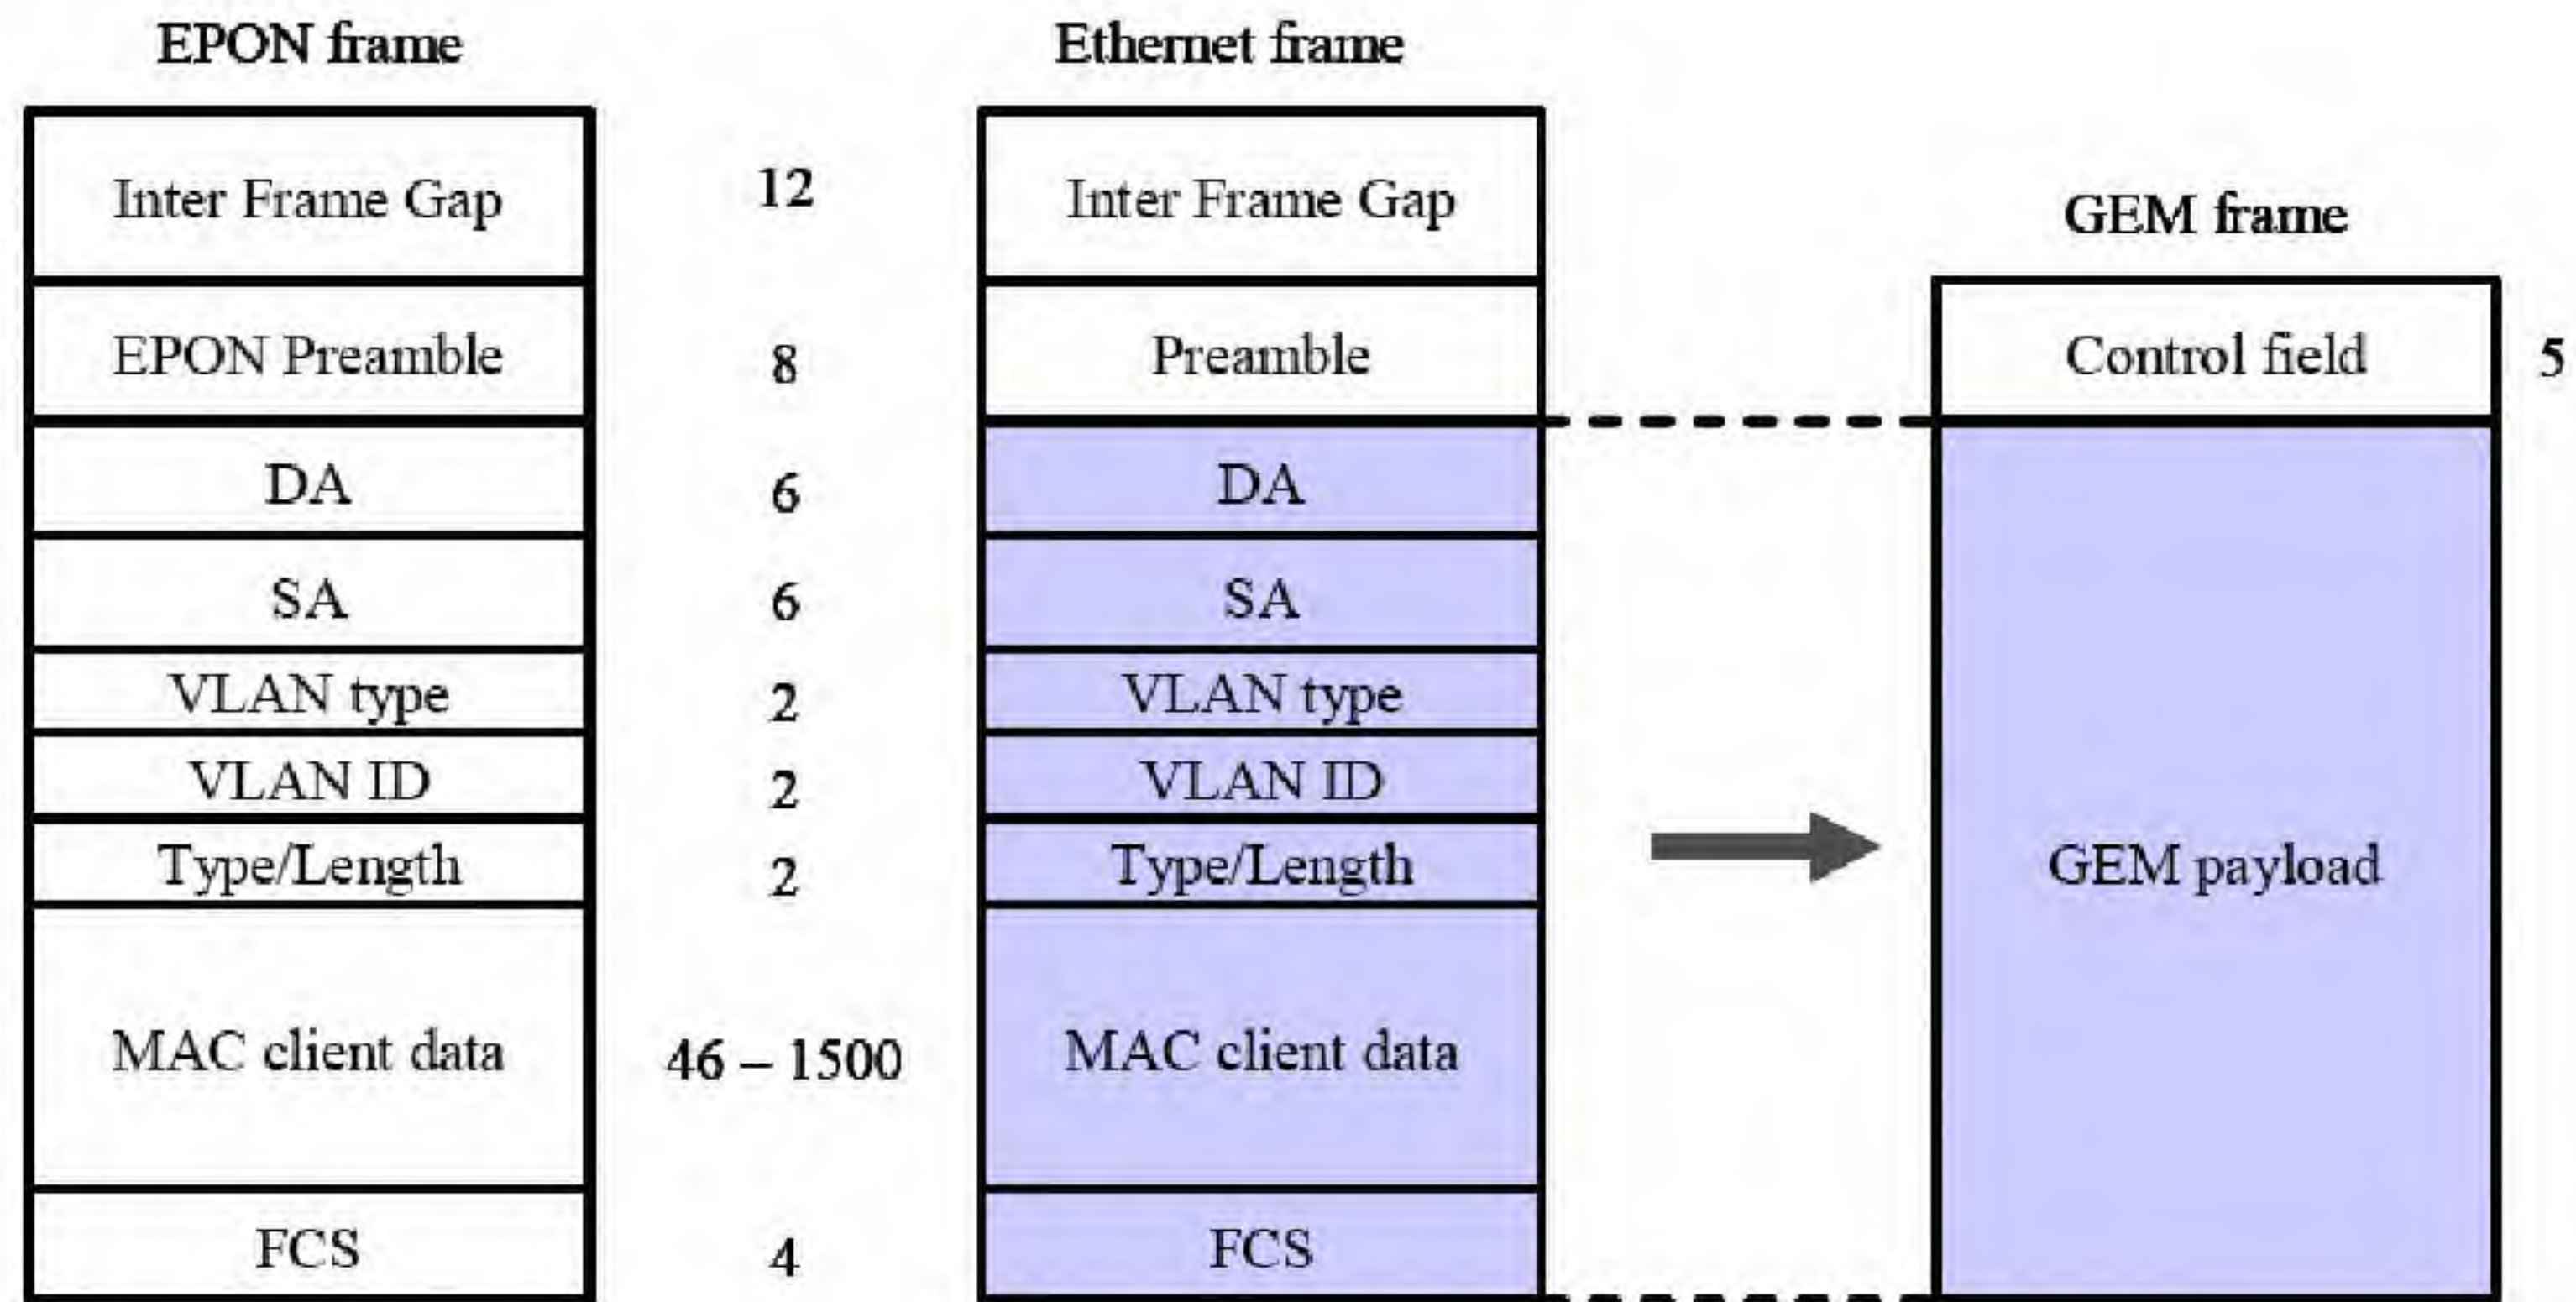 EPON frame
Inter Frame Gap
EPON Preamble
DA
SA
VLAN type
VLAN ID
Type/Length
MAC client data
FCS
12
8
6
6
2
2
2
46 – 1500
4
Ethernet frame
Inter Frame Gap
Preamble
DA
SA
VLAN type
VLAN ID
Type/Length
MAC client data
FCS
GEM frame
Control field
5
GEM payload